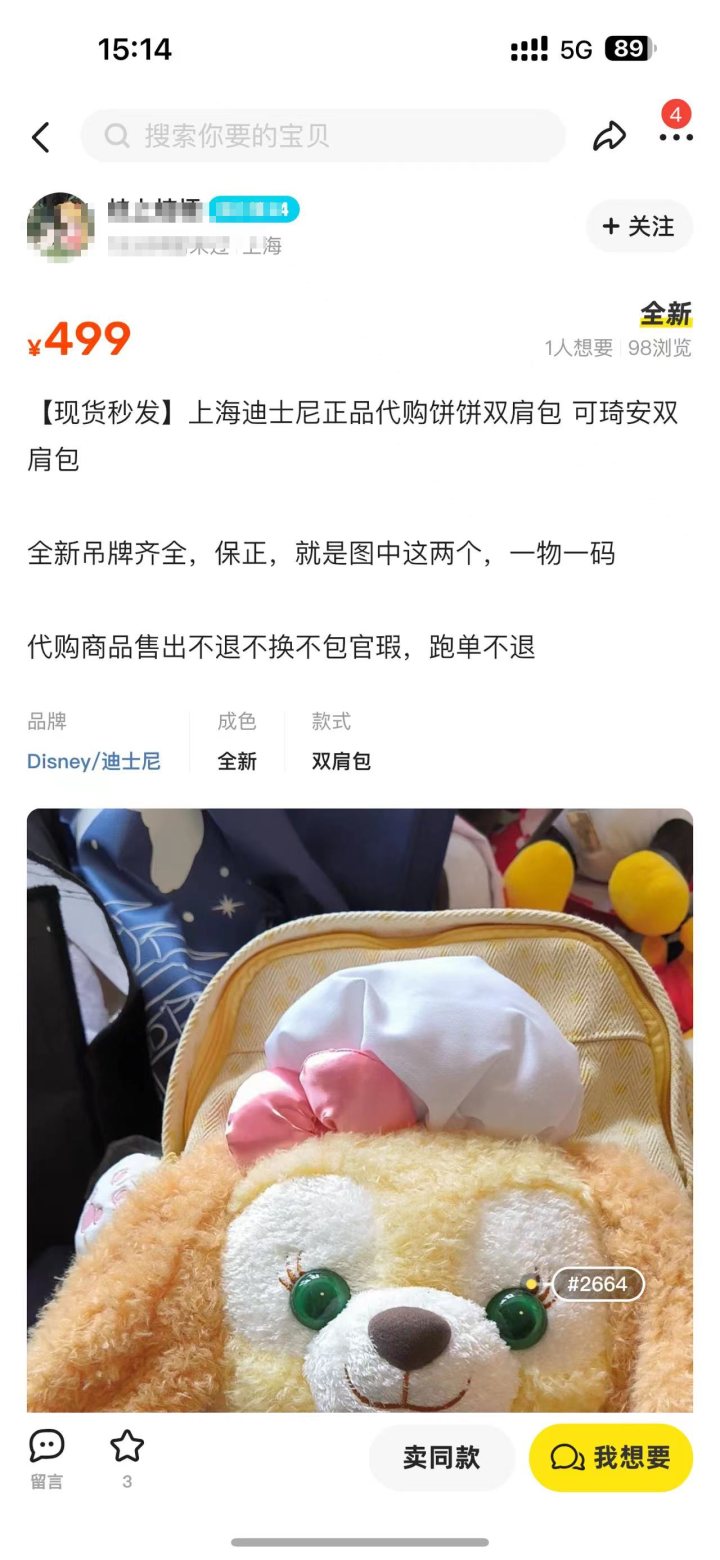 15:14
5G 89
搜索你要的宝贝
4
上海
+ 关注
全新
¥499
1人想要 98浏览
【现货秒发】上海迪士尼正品代购饼饼双肩包 可琦安双
肩包
全新吊牌齐全，保正，就是图中这两个，一物一码
代购商品售出不退不换不包官瑕，跑单不退
品牌 成色 款式
Disney/迪士尼 全新 双肩包
#2664
留言
3
卖同款
我想要